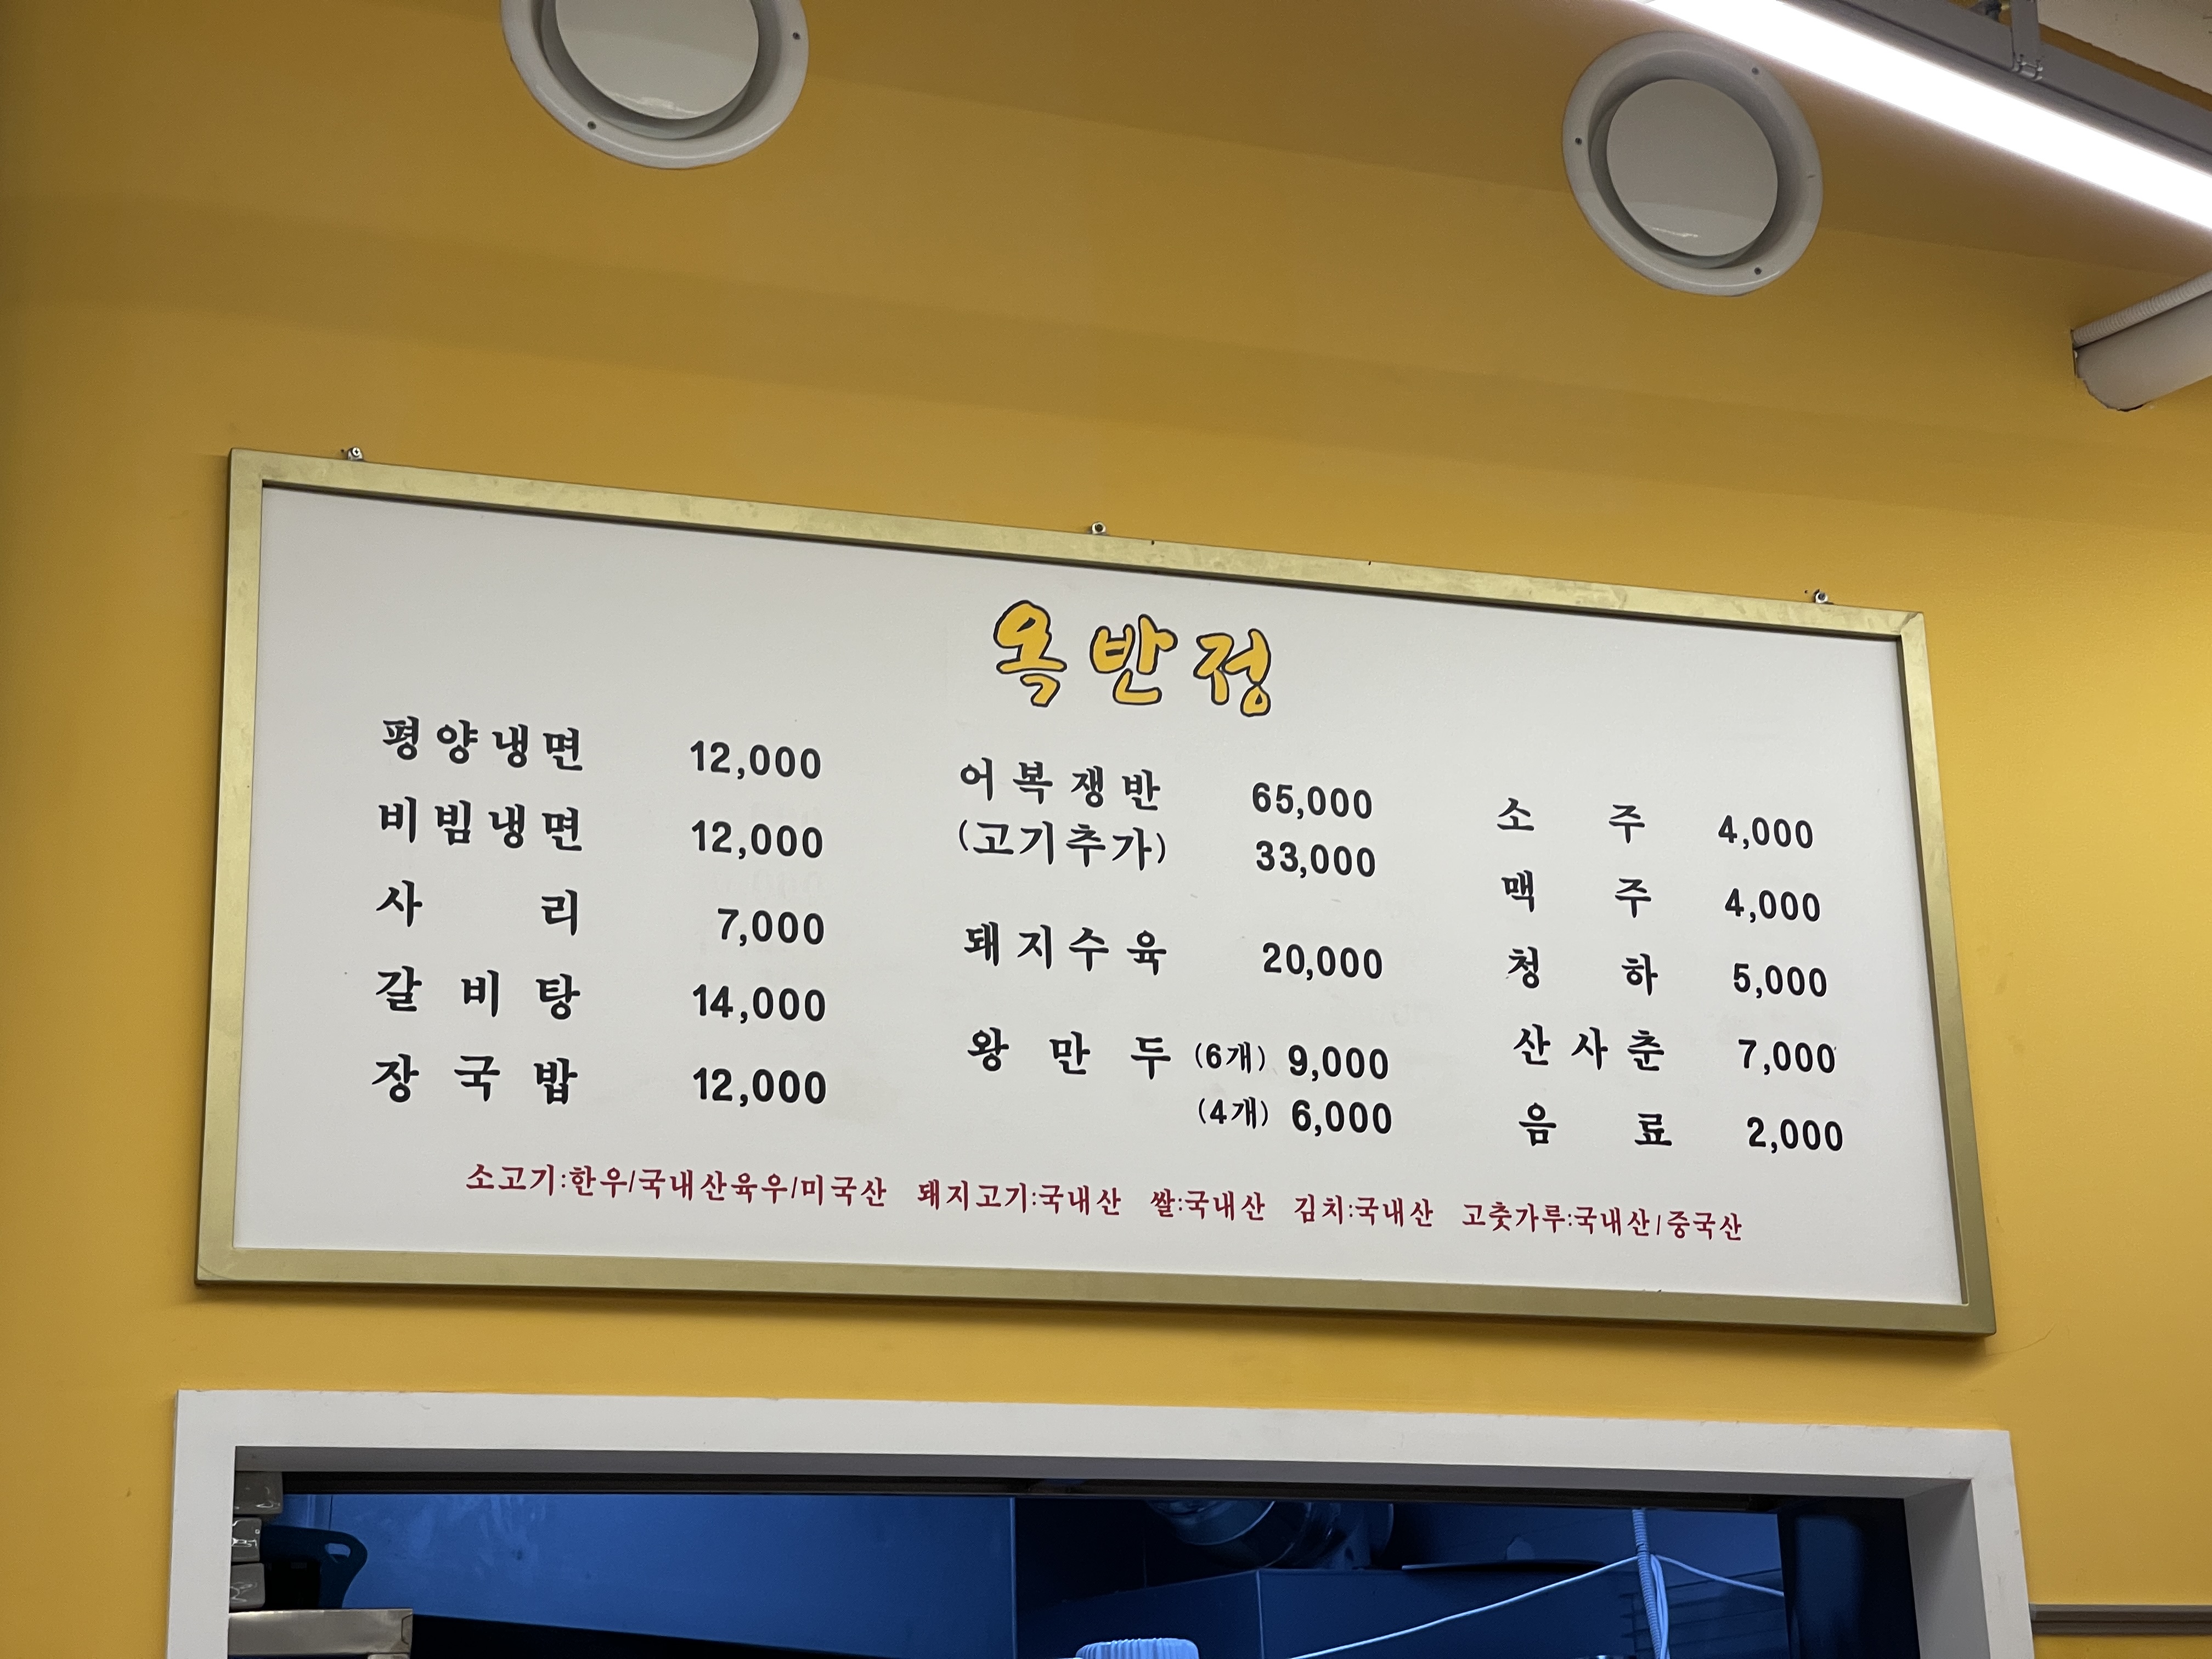 옥반정
평양냉면 12,000
비빔냉면 12,000
사리 7,000
갈비탕 14,000
장국밥 12,000
어복쟁반 65,000
(고기추가) 33,000
돼지수육 20,000
왕만두 (6개) 9,000
(4개) 6,000
소주 4,000
맥주 4,000
청하 5,000
산사춘 7,000
음료 2,000
소고기:한우/국내산육우/미국산 돼지고기:국내산 쌀:국내산 김치:국내산 고춧가루:국내산/중국산